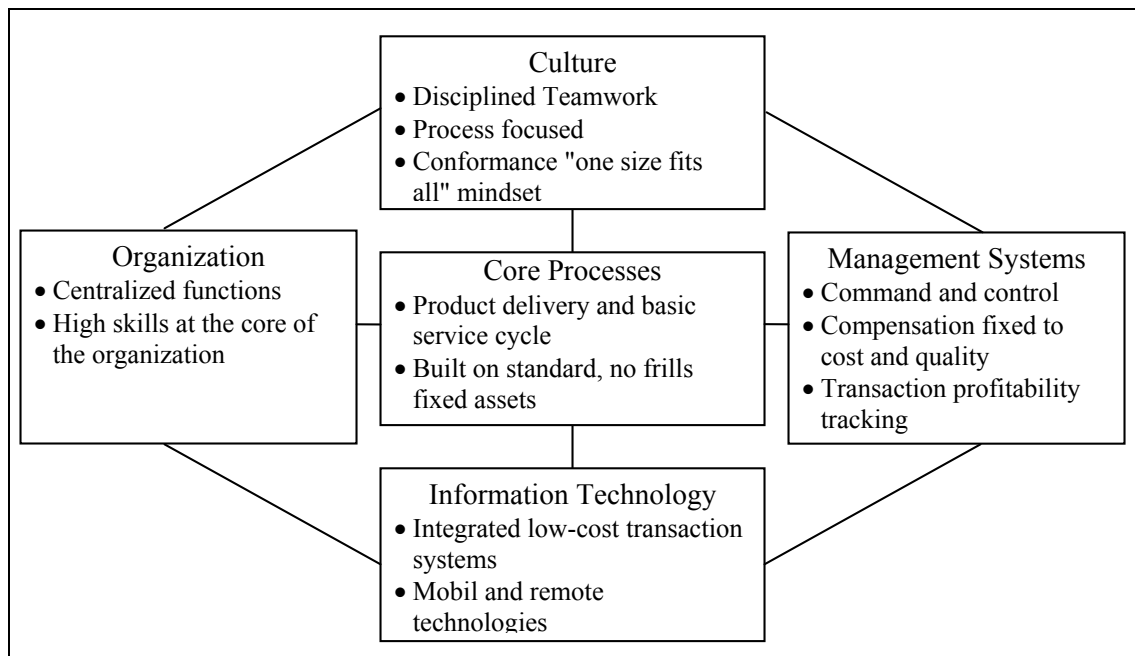 Culture
• Disciplined Teamwork
• Process focused
• Conformance "one size fits
all" mindset
Organization
• Centralized functions
• High skills at the core of
the organization
Core Processes
• Product delivery and basic
service cycle
• Built on standard, no frills
fixed assets
Management Systems
• Command and control
• Compensation fixed to
cost and quality
• Transaction profitability
tracking
Information Technology
• Integrated low-cost transaction
systems
• Mobil and remote
technologies